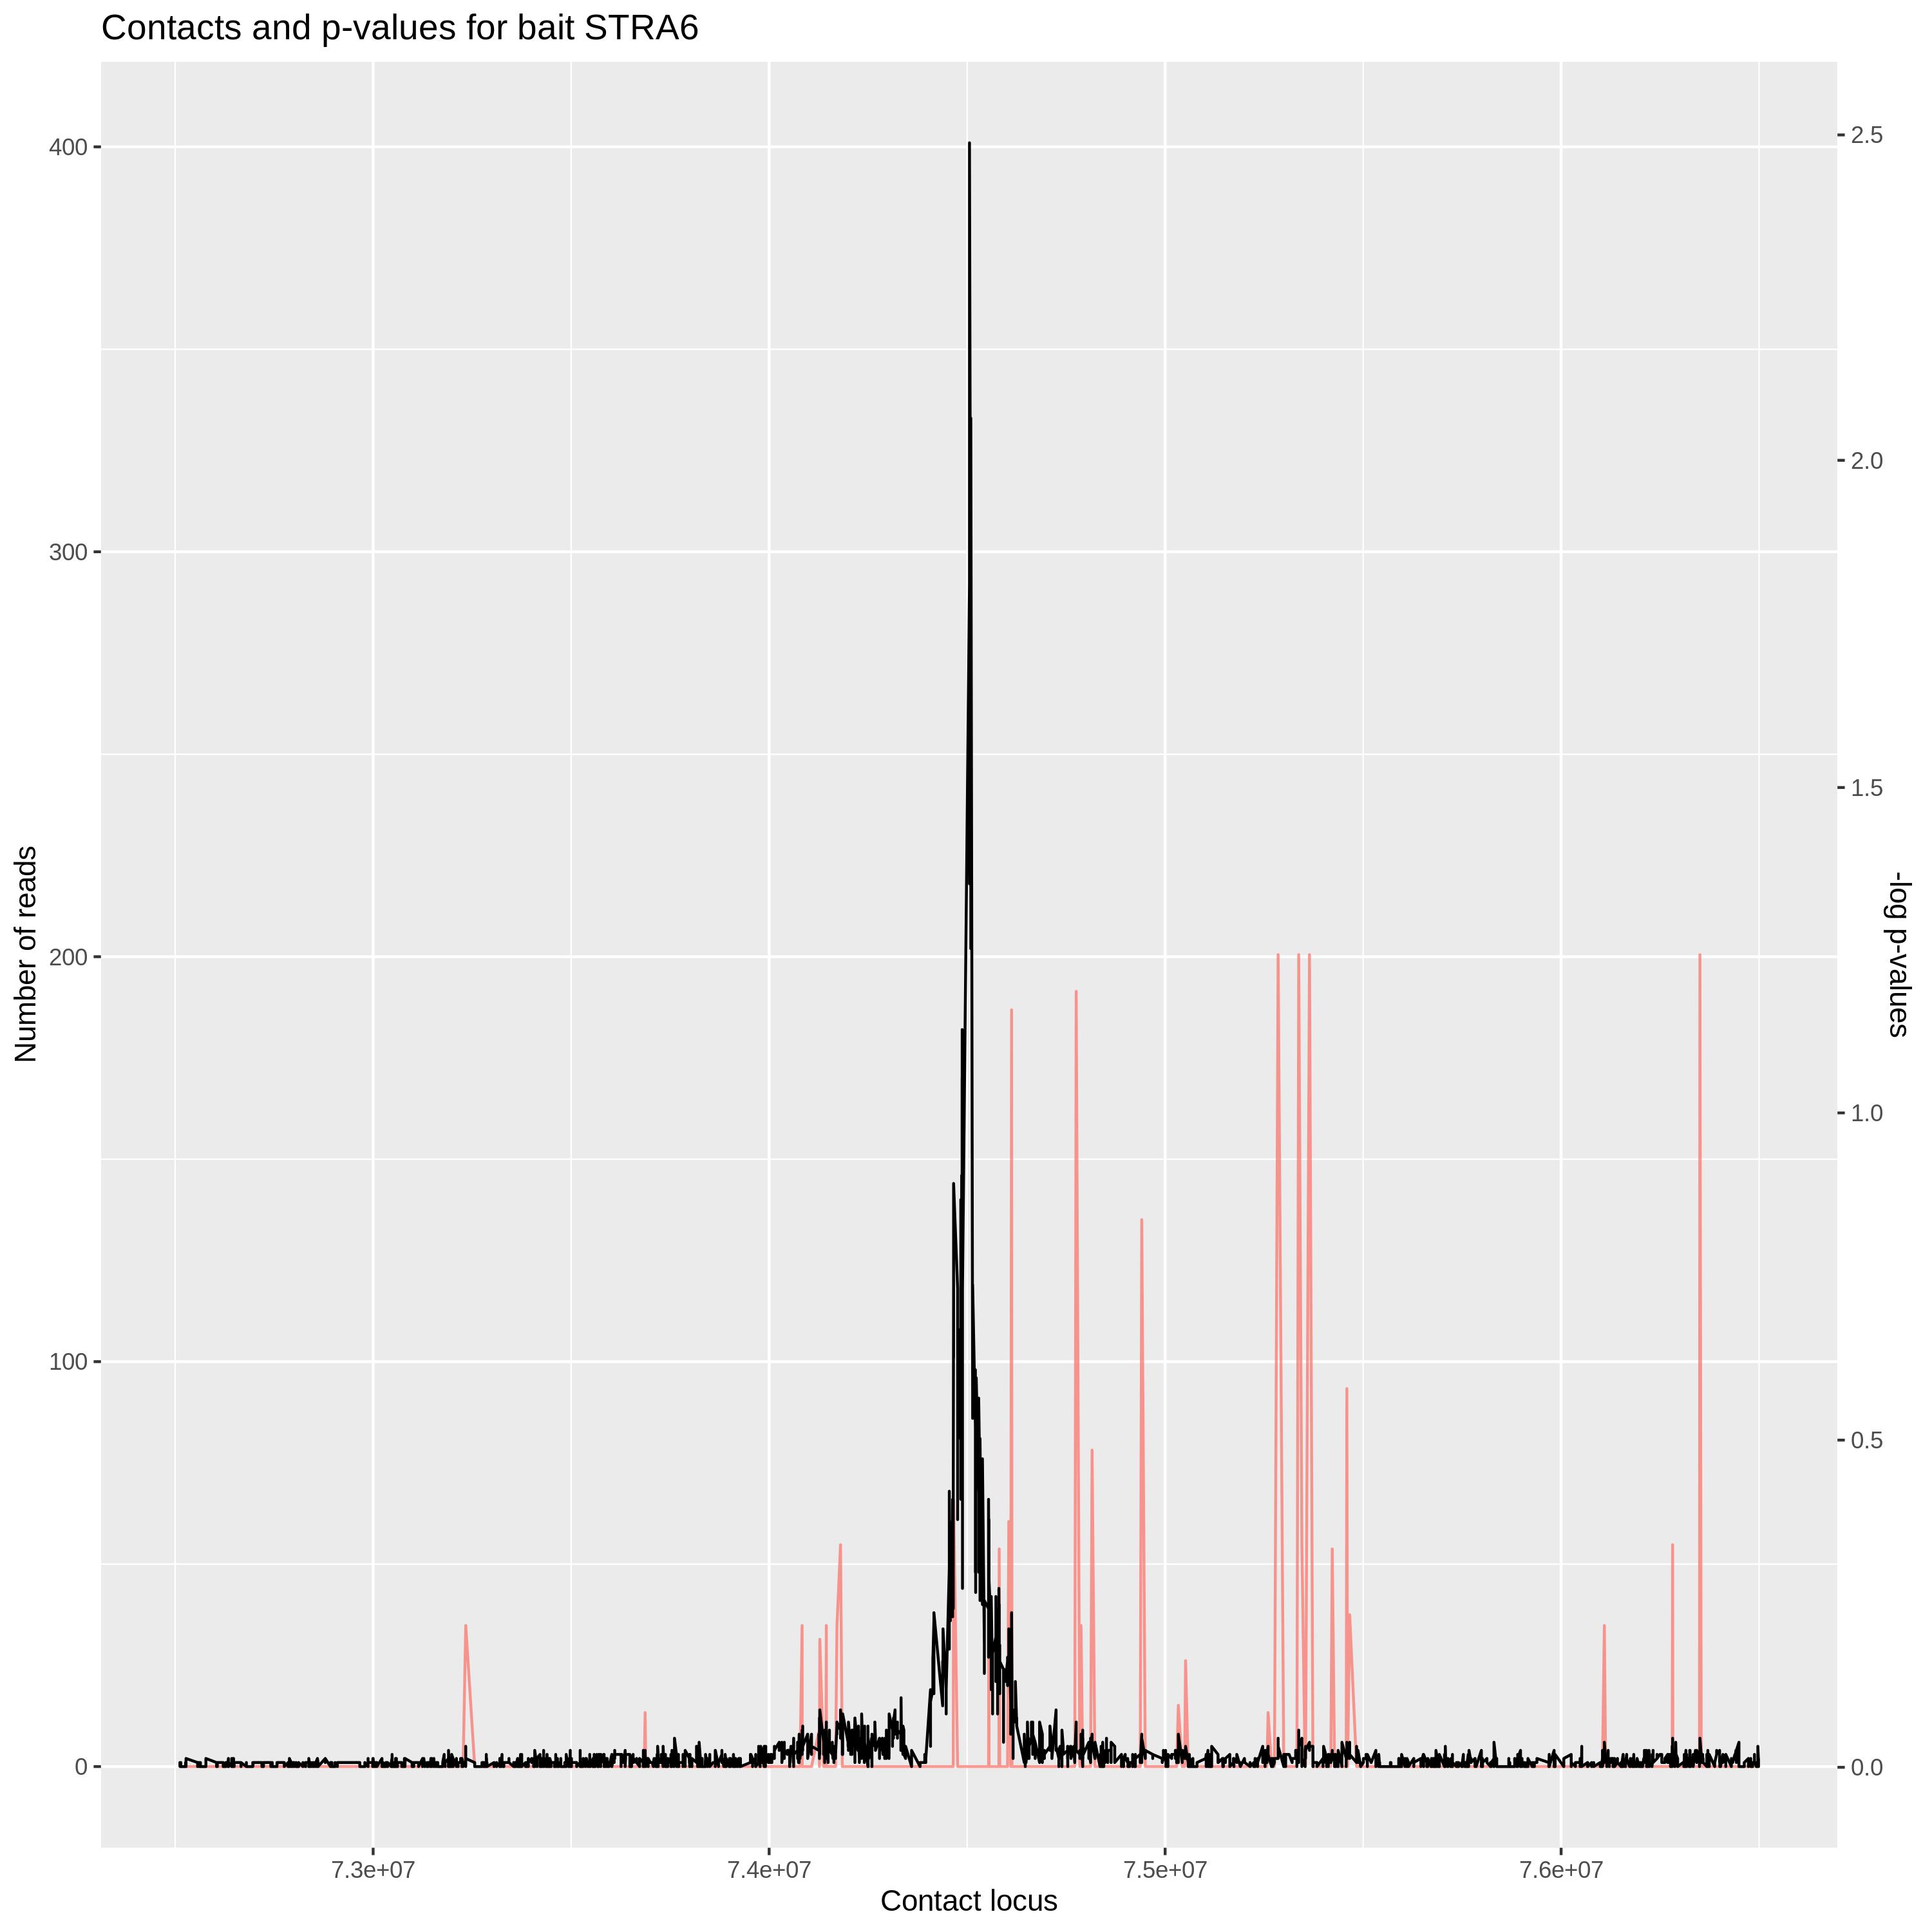 Contacts and p-values for bait STRA6
Number of reads
400
300
200
100
0
2.5
2.0
1.5
1.0
0.5
0.0
-log p-values
7.3e+07
7.4e+07
7.5e+07
7.6e+07
Contact locus